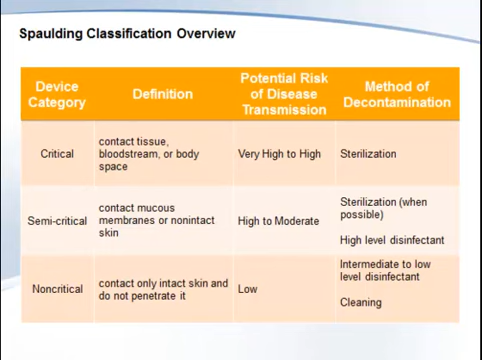 Spaulding Classification Overview
Device
Category
Definition
Potential Risk
of Disease
Transmission
Method of
Decontamination
Critical
contact tissue,
bloodstream, or body
space
Very High to High
Sterilization
Semi-critical
contact mucous
membranes or nonintact
skin
High to Moderate
Sterilization (when
possible)
High level disinfectant
Noncritical
contact only intact skin and
do not penetrate it
Low
Intermediate to low
level disinfectant
Cleaning